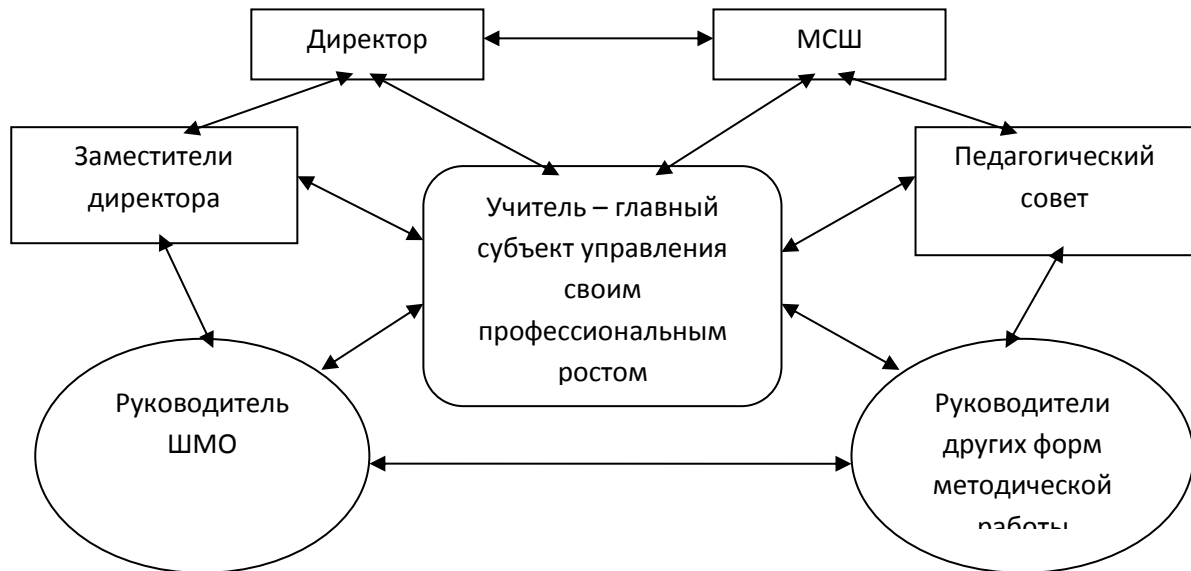 Директор
МСШ
Заместители
директора
Педагогический
совет
Учитель – главный
субъект управления
своим
профессиональным
ростом
Руководитель
ШМО
Руководители
других форм
методической
работы